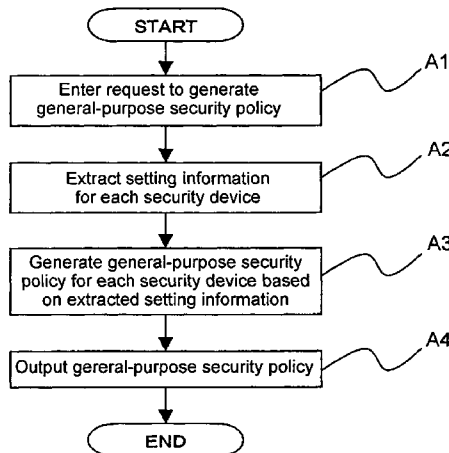 START
Enter request to generate
general-purpose security policy
A1
Extract setting information
for each security device
A2
Generate general-purpose security
policy for each security device based
on extracted setting information
A3
Output gereral-purpose security policy
A4
END